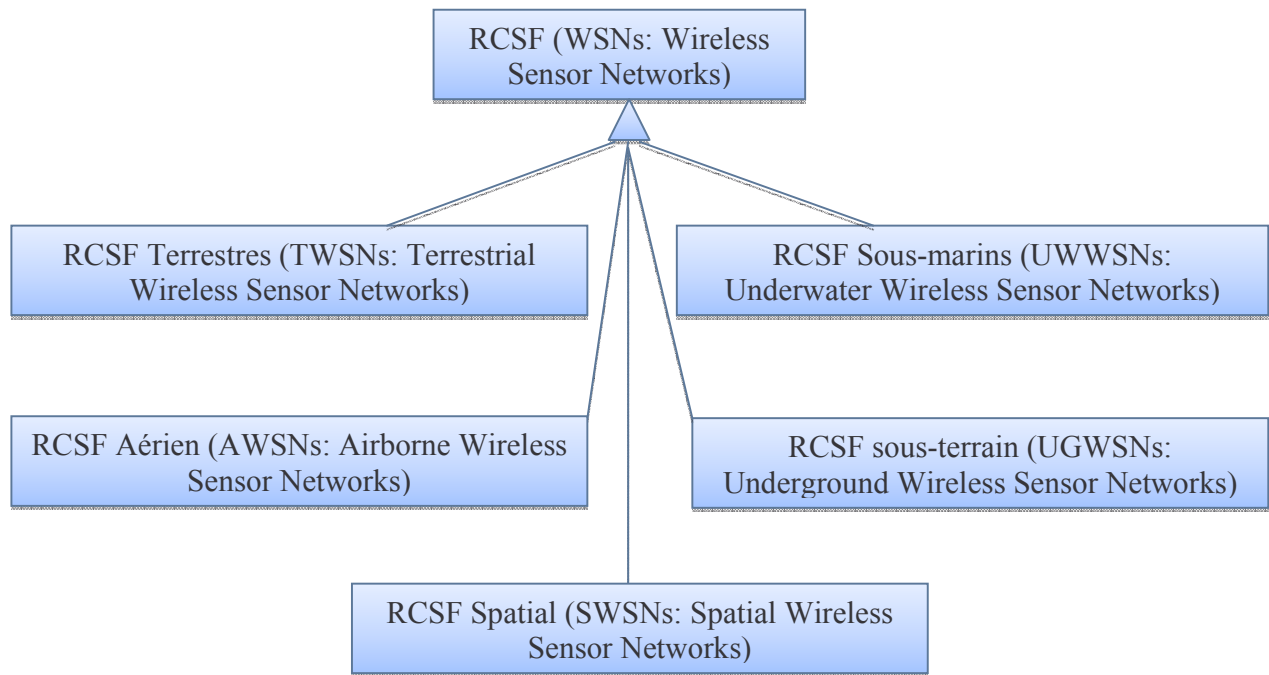 RCSF (WSNs: Wireless
Sensor Networks)
RCSF Terrestres (TWSNs: Terrestrial
Wireless Sensor Networks)
RCSF Sous-marins (UWWSNs:
Underwater Wireless Sensor Networks)
RCSF Aérien (AWSNs: Airborne Wireless
Sensor Networks)
RCSF sous-terrain (UGWSNs:
Underground Wireless Sensor Networks)
RCSF Spatial (SWSNs: Spatial Wireless
Sensor Networks)